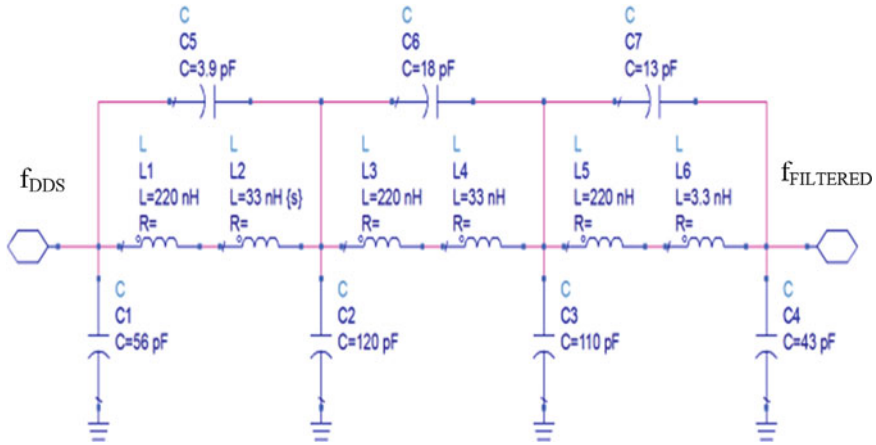 C
C5
C=3.9 pF
C
C6
C=18 pF
C
C7
C=13 pF
L
L1
L=220 nH
R=
L
L2
L=33 nH {s}
R=
L
L3
L=220 nH
R=
L
L4
L=33 nH
R=
L
L5
L=220 nH
R=
L
L6
L=3.3 nH
R=
fDDS
fFILTERED
C
C1
C=56 pF
C
C2
C=120 pF
C
C3
C=110 pF
C
C4
C=43 pF